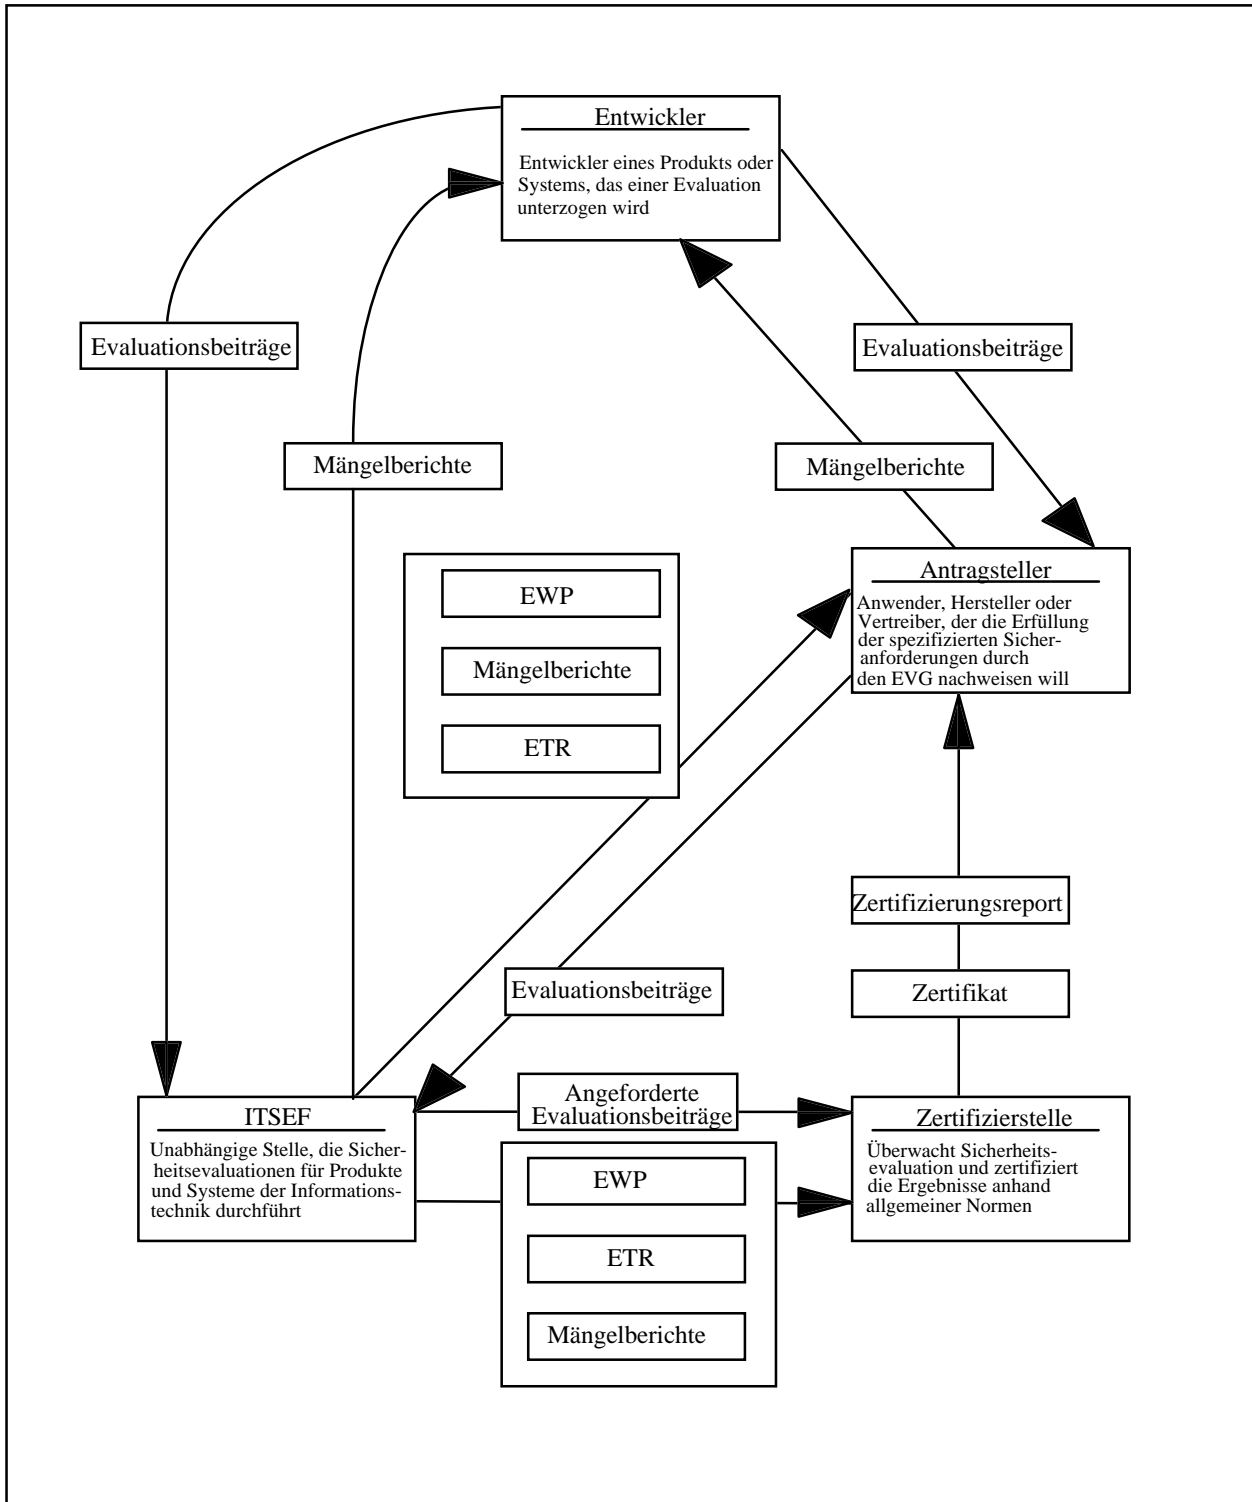 Entwickler
Entwickler eines Produkts oder
Systems, das einer Evaluation
unterzogen wird
Evaluationsbeiträge
Evaluationsbeiträge
Mängelberichte
Mängelberichte
EWP
Mängelberichte
ETR
Antragsteller
Anwender, Hersteller oder
Vertreiber, der die Erfüllung
der spezifizierten Sicher-
anforderungen durch
den EVG nachweisen will
Zertifizierungsreport
Zertifikat
Evaluationsbeiträge
Angeforderte
Evaluationsbeiträge
ITSEF
Unabhängige Stelle, die Sicher-
heitsevaluationen für Produkte
und Systeme der Informations-
technik durchführt
EWP
ETR
Mängelberichte
Zertifizierstelle
Überwacht Sicherheits-
evaluation und zertifiziert
die Ergebnisse anhand
allgemeiner Normen